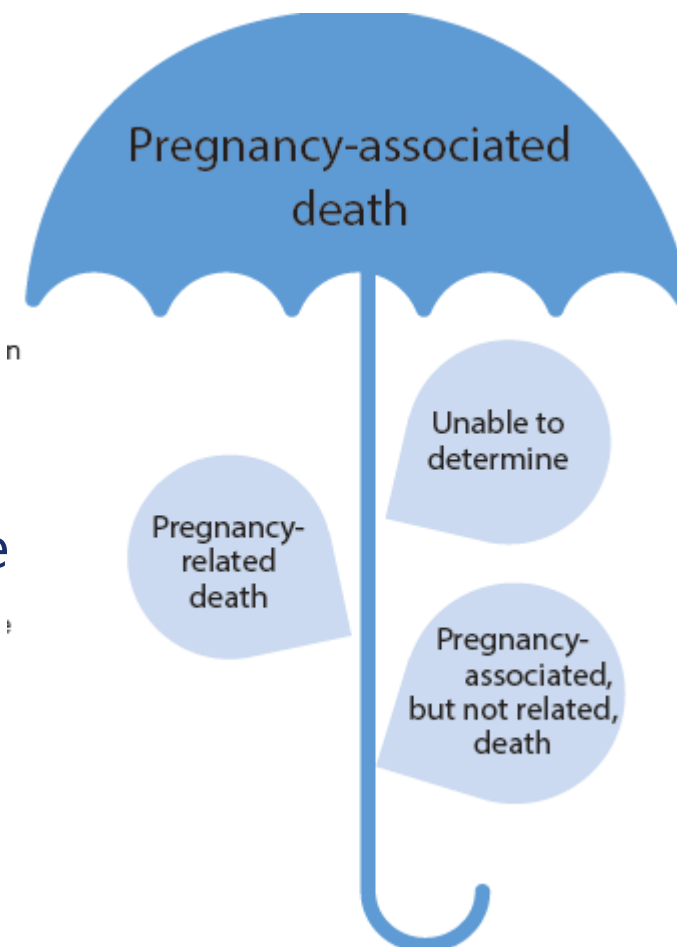 Pregnancy-associated
death
n
Unable to
determine
Pregnancy-
related
death
e
Pregnancy-
associated,
but not related,
death